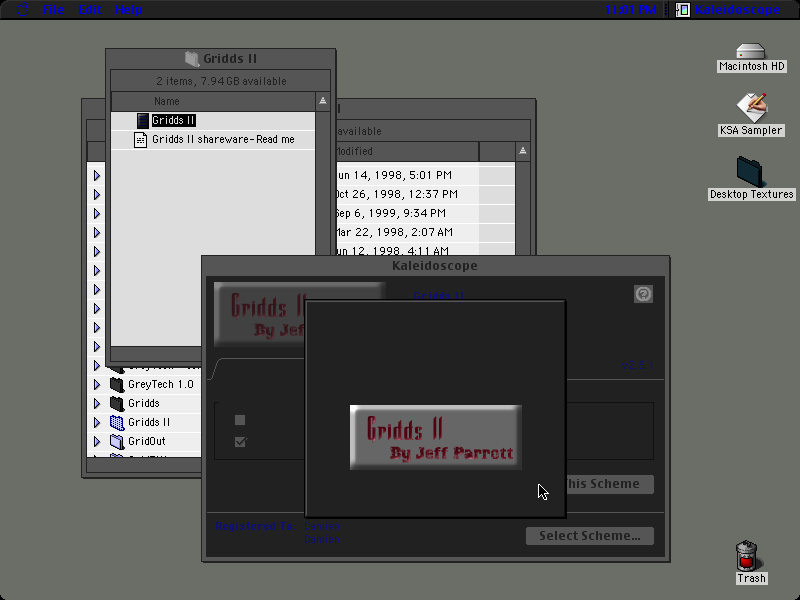 File Edit Help
11:01 PM
Kaleidoscope
Gridds II
2 items, 7.94 GB available
Name
Gridds II
Gridds II shareware - Read me
available
Modified
Jun 14, 1998, 5:01 PM
Oct 26, 1998, 12:37 PM
Sep 6, 1999, 9:34 PM
Mar 22, 1998, 2:07 AM
Jun 12, 1998, 4:11 AM
GreyTech 1.0
Gridds
Gridds II
GridOut
Macintosh HD
KSA Sampler
Desktop Textures
Kaleidoscope
Gridds II
By Jef
Gridds II
Gridds II
By Jeff Parrett
This Scheme
Registered To
Select Scheme...
Trash